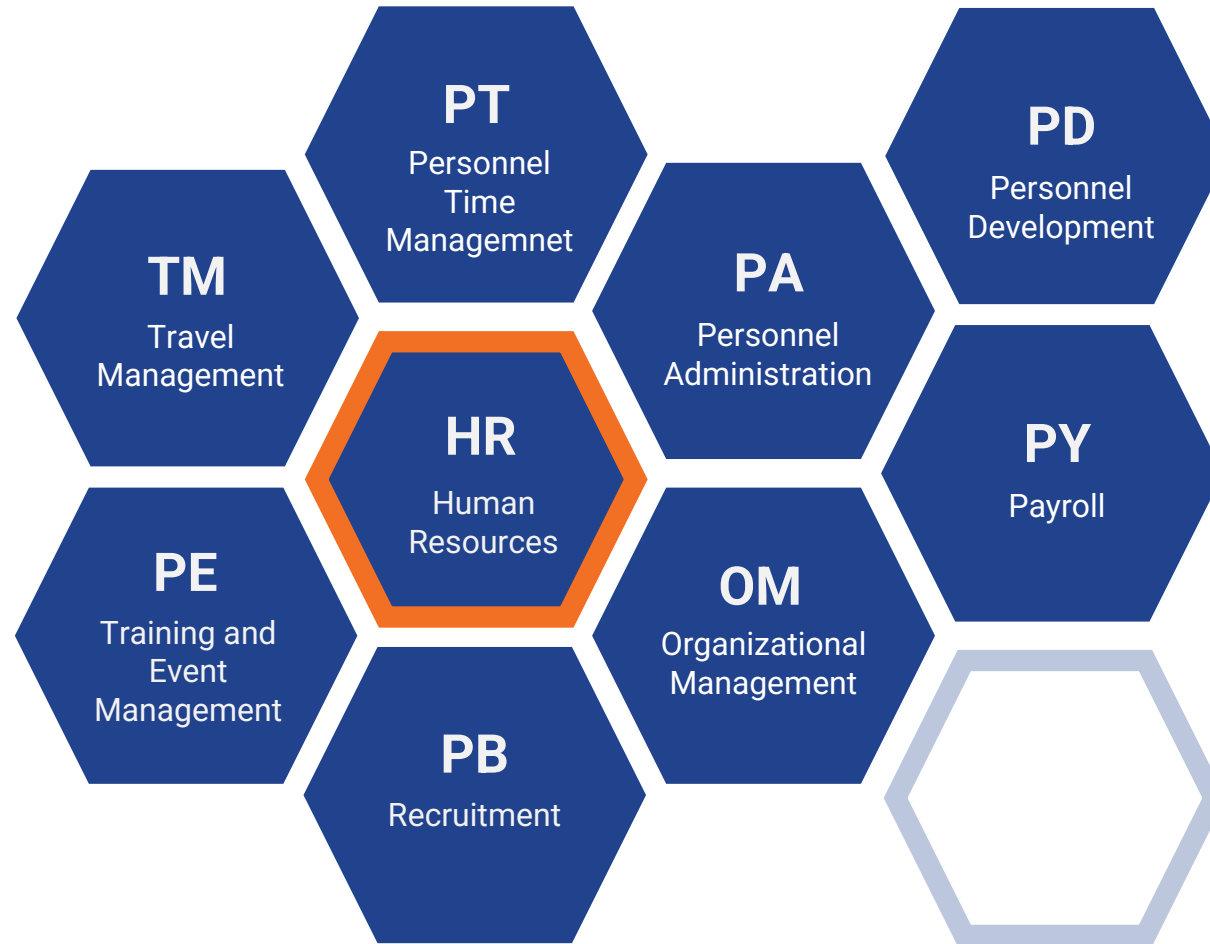 PT
Personnel
Time
Managemnet
PD
Personnel
Development
TM
Travel
Management
PA
Personnel
Administration
HR
Human
Resources
PY
Payroll
PE
Training and
Event
Management
OM
Organizational
Management
PB
Recruitment